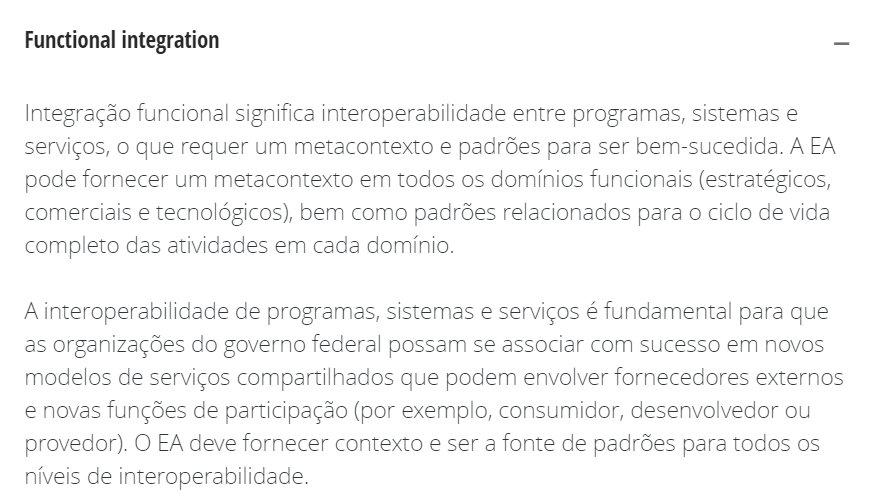 Functional integration
Integração funcional significa interoperabilidade entre programas, sistemas e
serviços, o que requer um metacontexto e padrões para ser bem-sucedida. A EA
pode fornecer um metacontexto em todos os domínios funcionais (estratégicos,
comerciais e tecnológicos), bem como padrões relacionados para o ciclo de vida
completo das atividades em cada domínio.
A interoperabilidade de programas, sistemas e serviços é fundamental para que
as organizações do governo federal possam se associar com sucesso em novos
modelos de serviços compartilhados que podem envolver fornecedores externos
e novas funções de participação (por exemplo, consumidor, desenvolvedor ou
provedor). O EA deve fornecer contexto e ser a fonte de padrões para todos os
níveis de interoperabilidade.